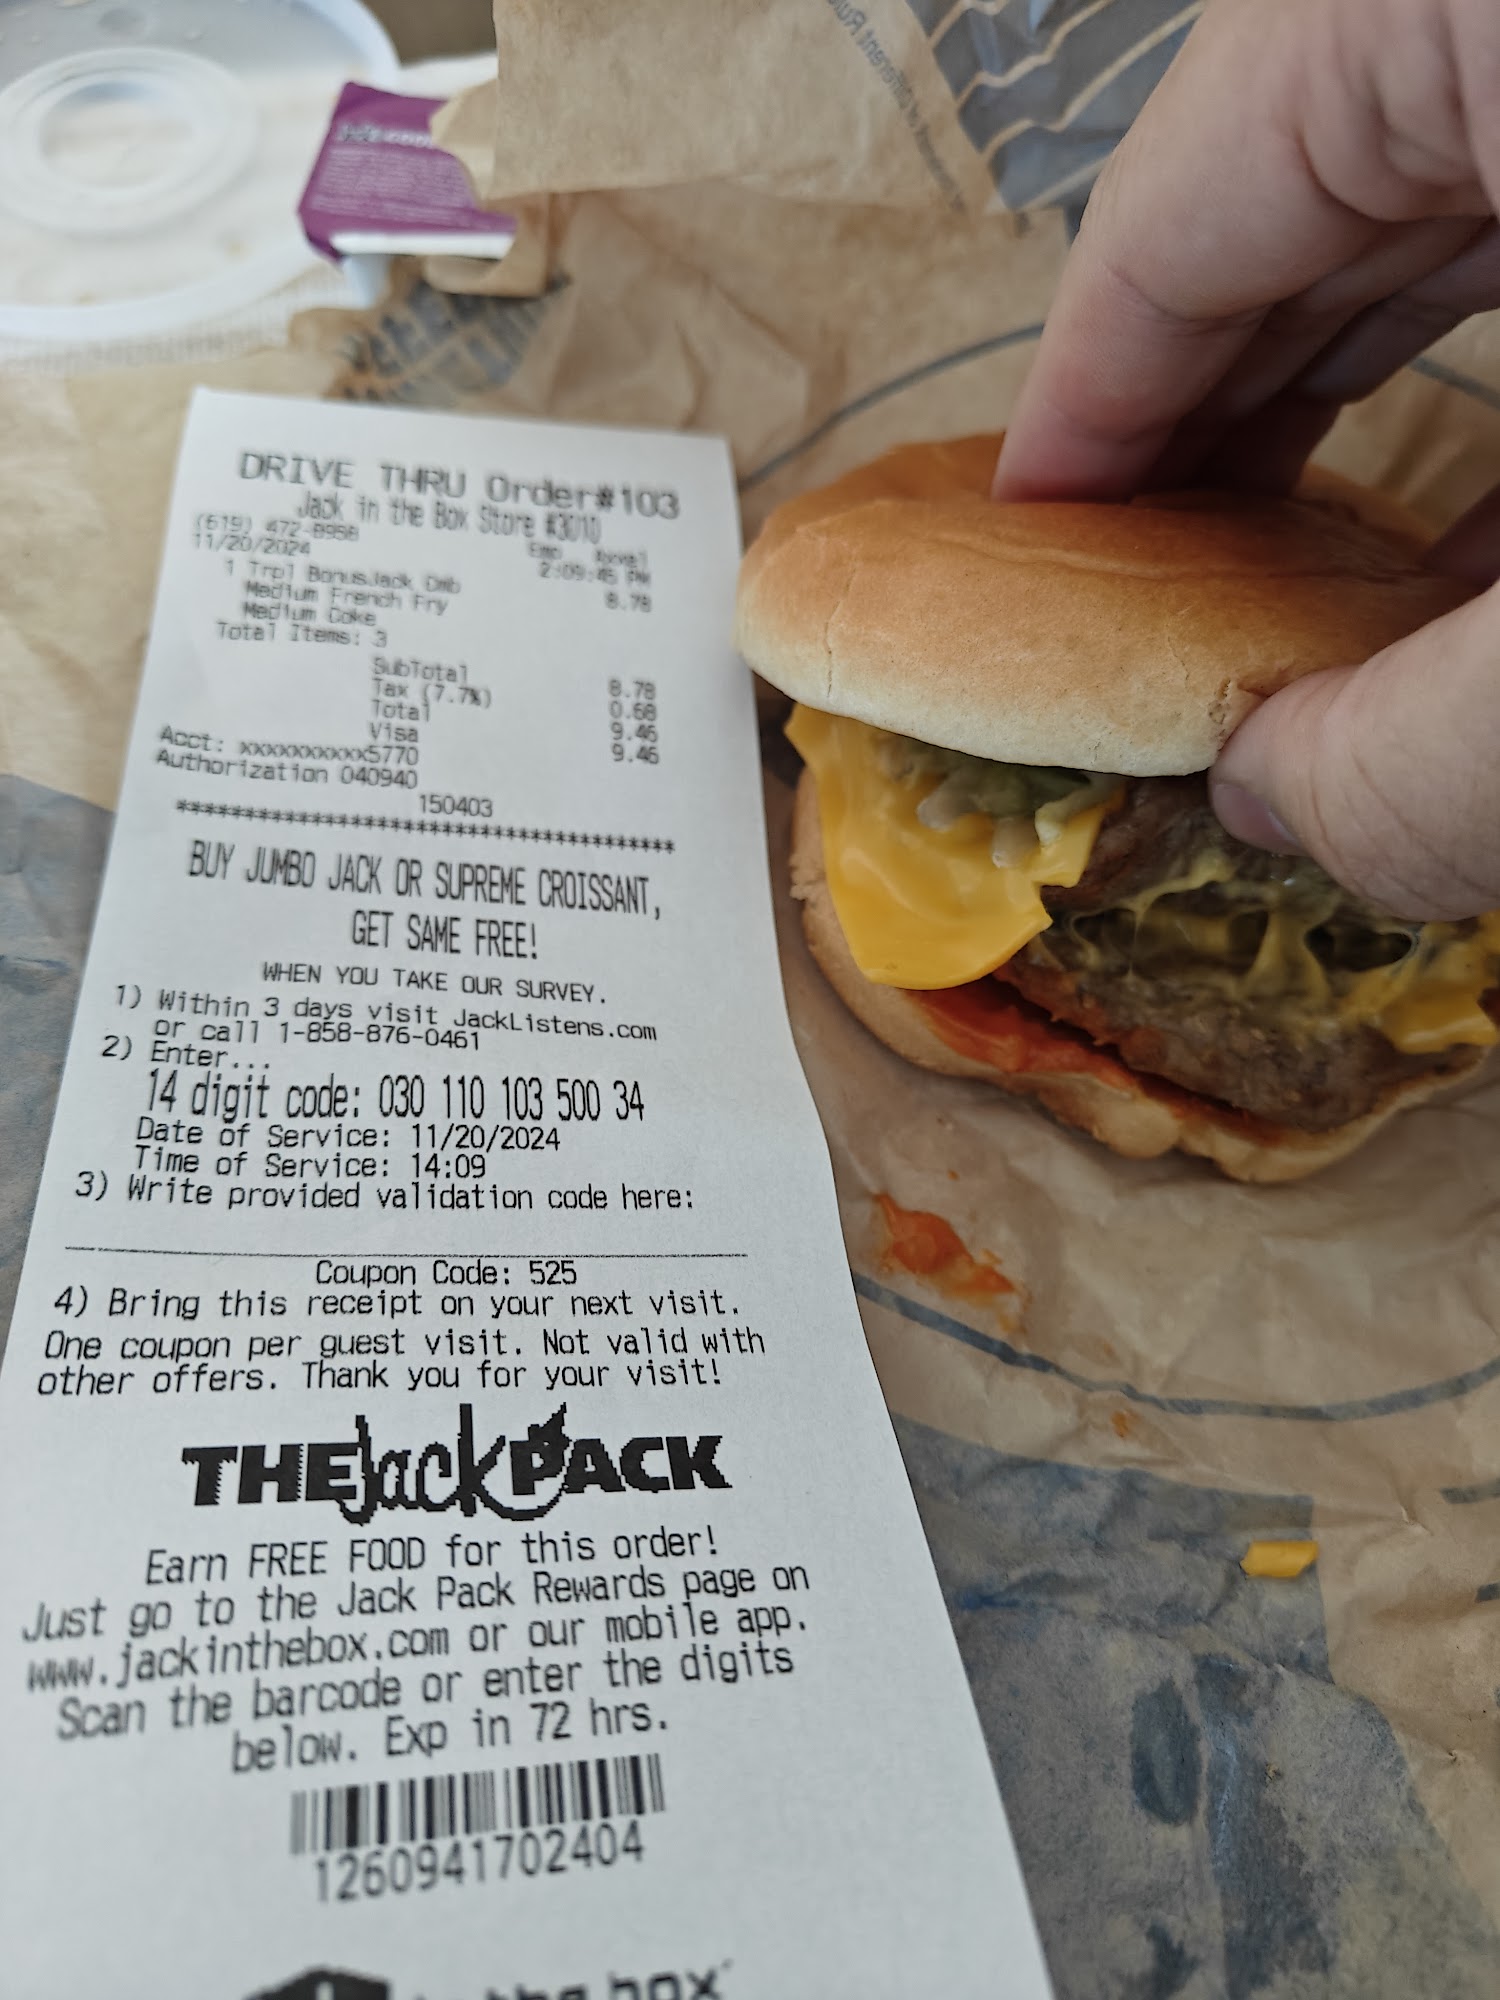 DRIVE THRU Order#103
Jack in the Box Store #3010
(619) 472-8958
Emp
11/20/2024 2:09:45 PM
1 Trpl BonusJack Cmb 8.78
Medium French Fry
Medium Coke
Total Items: 3
SubTotal 8.78
Tax (7.7%) 0.68
Total 9.46
Visa 9.46
Acct: xxxxxxxxxxx5770
Authorization 040940
150403
******************************************
BUY JUMBO JACK OR SUPREME CROISSANT,
GET SAME FREE!
WHEN YOU TAKE OUR SURVEY.
1) Within 3 days visit JackListens.com
or call 1-858-876-0461
2) Enter...
14 digit code: 030 110 103 500 34
Date of Service: 11/20/2024
Time of Service: 14:09
3) Write provided validation code here:
Coupon Code: 525
4) Bring this receipt on your next visit.
One coupon per guest visit. Not valid with
other offers. Thank you for your visit!
THE Jack PACK
Earn FREE FOOD for this order!
Just go to the Jack Pack Rewards page on
www.jackinthebox.com or our mobile app.
Scan the barcode or enter the digits
below. Exp in 72 hrs.
1260941702404
the box